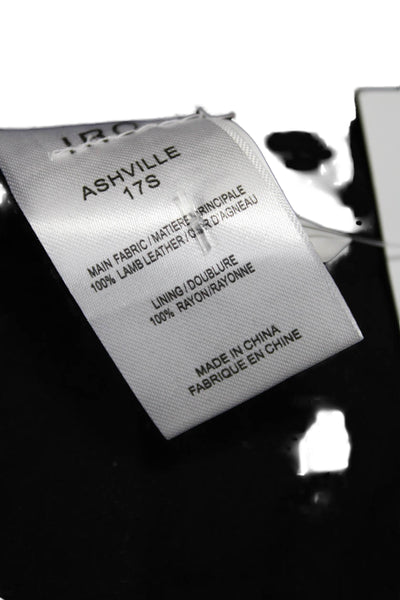 IRO
ASHVILLE
17S
MAIN FABRIC / MATIERE PRINCIPALE
100% LAMB LEATHER / CUIR D'AGNEAU
LINING / DOUBLURE
100% RAYON/RAYONNE
MADE IN CHINA
FABRIQUE EN CHINE